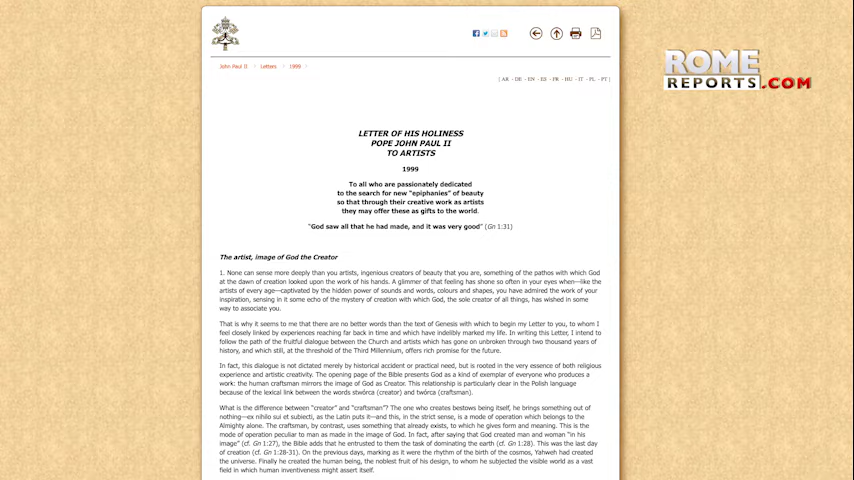 ROME
REPORTS.COM
John Paul II > Letters > 1999 >
[ AR - DE - EN - ES - FR - HU - IT - PL - PT ]
LETTER OF HIS HOLINESS
POPE JOHN PAUL II
TO ARTISTS
1999
To all who are passionately dedicated
to the search for new “epiphanies” of beauty
so that through their creative work as artists
they may offer these as gifts to the world.
“God saw all that he had made, and it was very good” (Gn 1:31)
The artist, image of God the Creator
1. None can sense more deeply than you artists, ingenious creators of beauty that you are, something of the pathos with which God
at the dawn of creation looked upon the work of his hands. A glimmer of that feeling has shone so often in your eyes when—like the
artists of every age—captivated by the hidden power of sounds and words, colours and shapes, you have admired the work of your
inspiration, sensing in it some echo of the mystery of creation with which God, the sole creator of all things, has wished in some
way to associate you.
That is why it seems to me that there are no better words than the text of Genesis with which to begin my Letter to you, to whom I
feel closely linked by experiences reaching far back in time and which have indelibly marked my life. In writing this Letter, I intend to
follow the path of the fruitful dialogue between the Church and artists which has gone on unbroken through two thousand years of
history, and which still, at the threshold of the Third Millennium, offers rich promise for the future.
In fact, this dialogue is not dictated merely by historical accident or practical need, but is rooted in the very essence of both religious
experience and artistic creativity. The opening page of the Bible presents God as a kind of exemplar of everyone who produces a
work: the human craftsman mirrors the image of God as Creator. This relationship is particularly clear in the Polish language
because of the lexical link between the words stwórca (creator) and twórca (craftsman).
What is the difference between “creator” and “craftsman”? The one who creates bestows being itself, he brings something out of
nothing—ex nihilo sui et subiecti, as the Latin puts it—and this, in the strict sense, is a mode of operation which belongs to the
Almighty alone. The craftsman, by contrast, uses something that already exists, to which he gives form and meaning. This is the
mode of operation peculiar to man as made in the image of God. In fact, after saying that God created man and woman “in his
image” (cf. Gn 1:27), the Bible adds that he entrusted to them the task of dominating the earth (cf. Gn 1:28). This was the last day
of creation (cf. Gn 1:28-31). On the previous days, marking as it were the rhythm of the birth of the cosmos, Yahweh had created
the universe. Finally he created the human being, the noblest fruit of his design, to whom he subjected the visible world as a vast
field in which human inventiveness might assert itself.